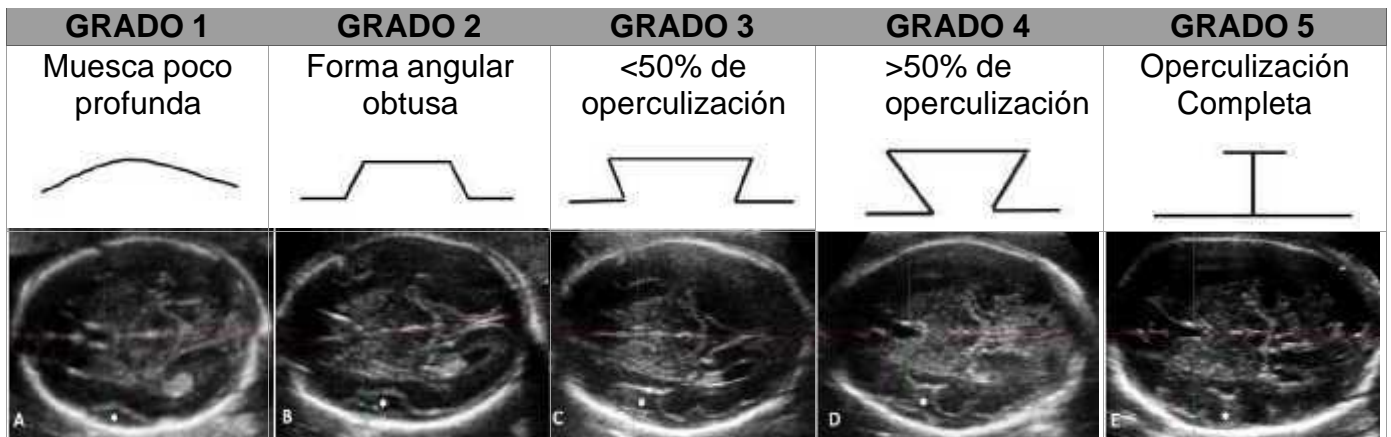 GRADO 1
GRADO 2
GRADO 3
GRADO 4
GRADO 5
Muesca poco
profunda
Forma angular
obtusa
<50% de
operculización
>50% de
operculización
Operculización
Completa
A
B
C
D
E